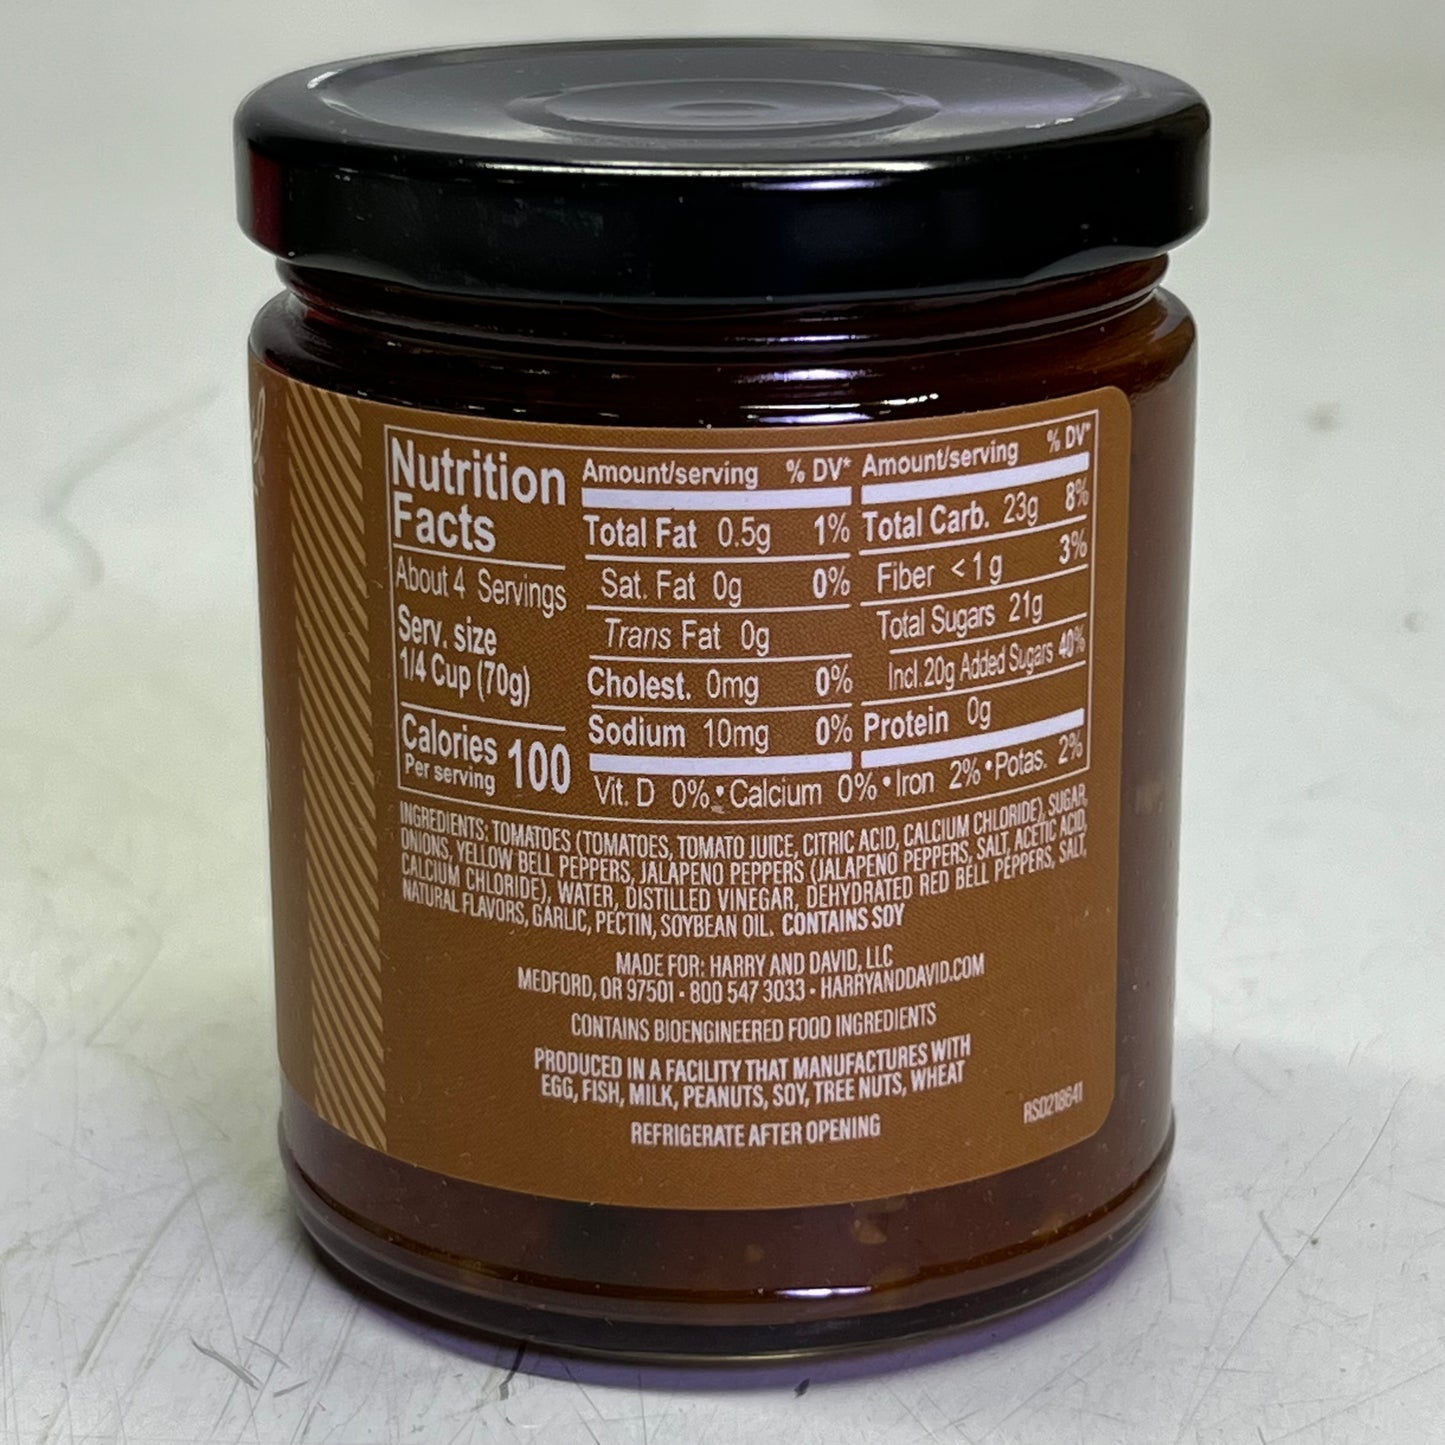 Nutrition
Facts
About 4 Servings
Serv. size
1/4 Cup (70g)
Calories 100
Per serving
Amount/serving % DV*
Total Fat 0.5g 1%
Sat. Fat 0g 0%
Trans Fat 0g
Cholest. 0mg 0%
Sodium 10mg 0%
Amount/serving % DV*
Total Carb. 23g 8%
Fiber <1g 3%
Total Sugars 21g
Incl. 20g Added Sugars 40%
Protein 0g
Vit. D 0% • Calcium 0% • Iron 2% • Potas. 2%
INGREDIENTS: TOMATOES (TOMATOES, TOMATO JUICE, CITRIC ACID, CALCIUM CHLORIDE), SUGAR,
ONIONS, YELLOW BELL PEPPERS, JALAPENO PEPPERS (JALAPENO PEPPERS, SALT, ACETIC ACID,
CALCIUM CHLORIDE), WATER, DISTILLED VINEGAR, DEHYDRATED RED BELL PEPPERS, SALT,
NATURAL FLAVORS, GARLIC, PECTIN, SOYBEAN OIL. CONTAINS SOY
MADE FOR: HARRY AND DAVID, LLC
MEDFORD, OR 97501 • 800 547 3033 • HARRYANDDAVID.COM
CONTAINS BIOENGINEERED FOOD INGREDIENTS
PRODUCED IN A FACILITY THAT MANUFACTURES WITH
EGG, FISH, MILK, PEANUTS, SOY, TREE NUTS, WHEAT
RS0218641
REFRIGERATE AFTER OPENING